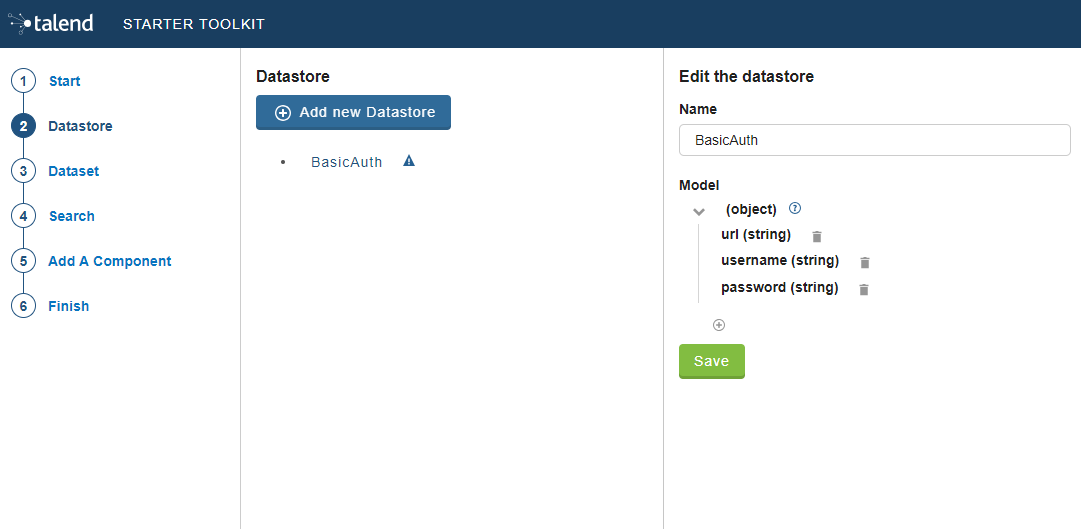 talend STARTER TOOLKIT
1 Start
2 Datastore
3 Dataset
4 Search
5 Add A Component
6 Finish
Datastore
Add new Datastore
• BasicAuth
Edit the datastore
Name
BasicAuth
Model
(object) ?
url (string)
username (string)
password (string)
Save